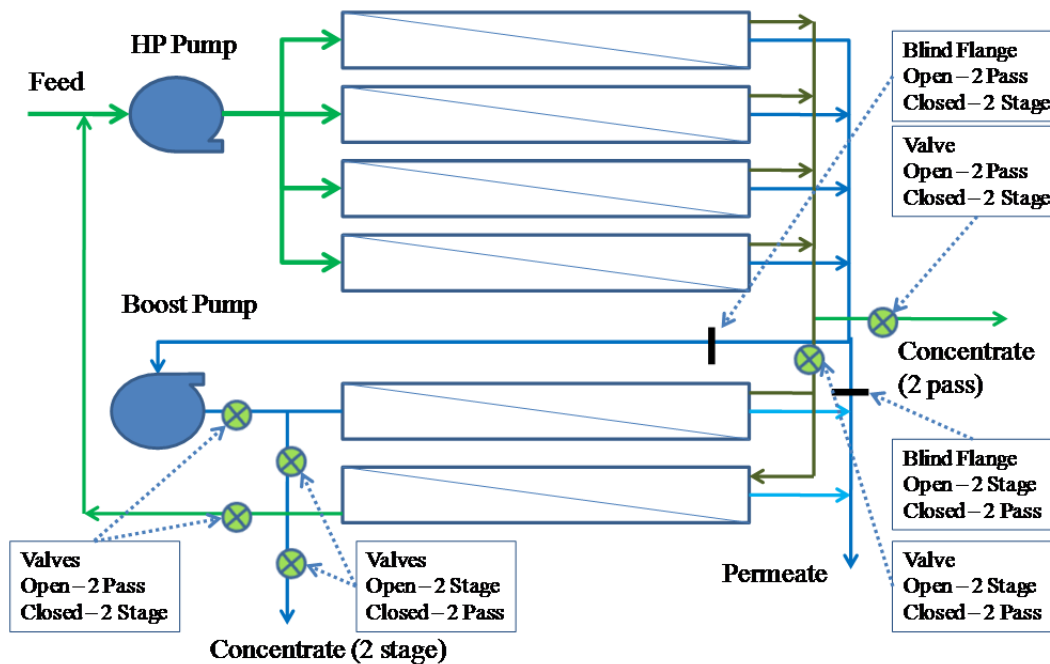 HP Pump
Feed
Blind Flange
Open – 2 Pass
Closed – 2 Stage
Valve
Open – 2 Pass
Closed – 2 Stage
Boost Pump
Concentrate
(2 pass)
Blind Flange
Open – 2 Stage
Closed – 2 Pass
Valves
Open – 2 Pass
Closed – 2 Stage
Valves
Open – 2 Stage
Closed – 2 Pass
Permeate
Valve
Open – 2 Stage
Closed – 2 Pass
Concentrate (2 stage)